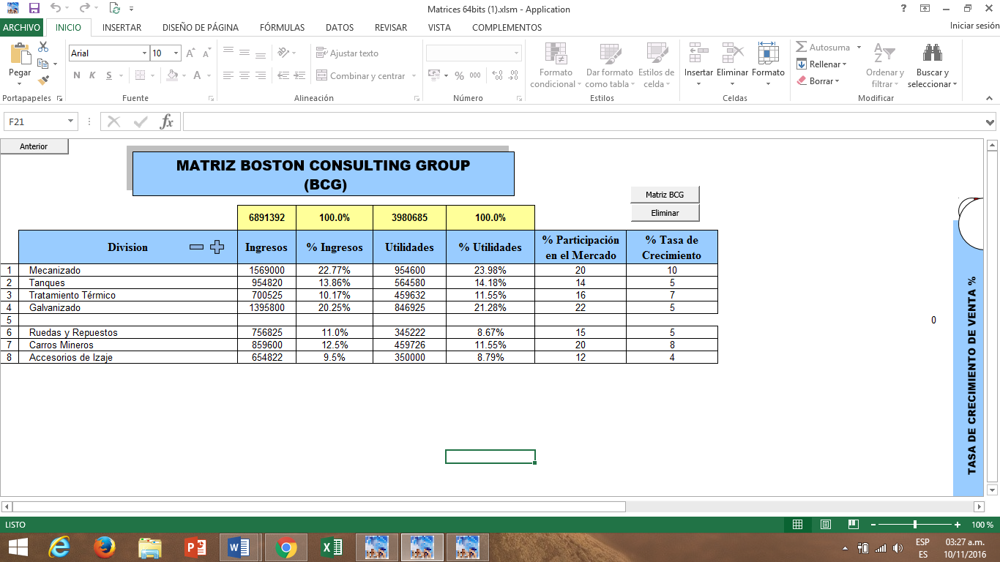 Matrices 64bits (1).xlsm - Application
ARCHIVO INICIO INSERTAR DISEÑO DE PÁGINA FÓRMULAS DATOS REVISAR VISTA COMPLEMENTOS Iniciar sesión
Pegar
Portapapeles
Arial 10
N K S A
Fuente
Ajustar texto
Combinar y centrar
Alineación
% 000
Número
Formato condicional
Dar formato como tabla
Estilos de celda
Estilos
Insertar Eliminar Formato
Celdas
Autosuma
Rellenar
Borrar
Ordenar y filtrar
Buscar y seleccionar
Modificar
F21 fx
Anterior
MATRIZ BOSTON CONSULTING GROUP
(BCG)
Matriz BCG
Eliminar
6891392 100.0% 3980685 100.0%
Division Ingresos % Ingresos Utilidades % Utilidades % Participación en el Mercado % Tasa de Crecimiento
1 Mecanizado 1569000 22.77% 954600 23.98% 20 10
2 Tanques 954820 13.86% 564580 14.18% 14 5
3 Tratamiento Térmico 700525 10.17% 459632 11.55% 16 7
4 Galvanizado 1395800 20.25% 846925 21.28% 22 5
5
6 Ruedas y Repuestos 756825 11.0% 345222 8.67% 15 5
7 Carros Mineros 859600 12.5% 459726 11.55% 20 8
8 Accesorios de Izaje 654822 9.5% 350000 8.79% 12 4
0
TASA DE CRECIMIENTO DE VENTA %
LISTO
100 %
ESP
ES
03:27 a.m.
10/11/2016